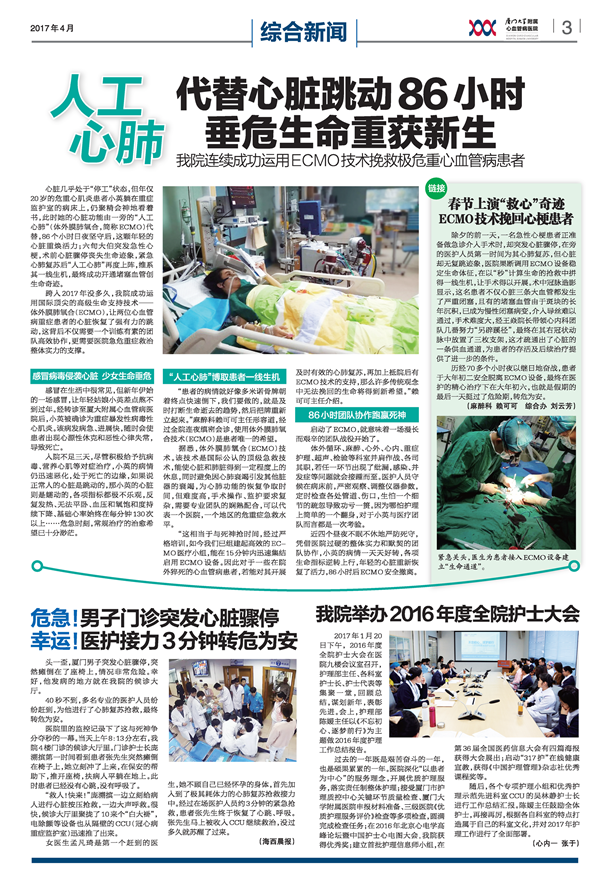 2017年4月
综合新闻
厦门大学附属
心血管病医院
3
人工
心肺
代替心脏跳动86小时
垂危生命重获新生
我院连续成功运用ECMO技术挽救极危重心血管病患者
心脏几乎处于“停工”状态，但年仅
20岁的危重心肌炎患者小英躺在重症
监护室的病床上，仍聚精会神地看着
书，此时她的心脏功能由一旁的“人工
心肺”（体外膜肺氧合，简称ECMO）代
替，86个小时日夜坚守后，这颗年轻的
心脏重焕活力；六旬大伯突发急性心
梗，术前心脏骤停丧失生命迹象，紧急
心肺复苏后“人工心肺”再度上阵，维系
其一线生机，最终成功开通堵塞血管创
生命奇迹。
跨入2017年没多久，我院成功运
用国际顶尖的高级生命支持技术——
体外膜肺氧合（ECMO），让两位心血管
病重症患者的心脏恢复了强有力的跳
动，这背后不仅需要一个训练有素的团
队高效协作，更需要医院急危重症救治
整体实力的支撑。
感冒病毒侵袭心脏 少女生命垂危
感冒在生活中很常见，但新年伊始
的一场感冒，让年轻姑娘小英差点熬不
到过年。经转诊至厦大附属心血管病医
院后，小英被确诊为重症暴发性病毒性
心肌炎，该病发病急、进展快，随时会使
患者出现心源性休克和恶性心律失常，
导致死亡。
入院不足三天，尽管积极给予抗病
毒、营养心肌等对症治疗，小英的病情
仍迅速恶化，处于死亡的边缘，如果说
正常人的心脏是跳动的，那小英的心脏
则是蠕动的，各项指标都极不乐观，反
复发热、无法平卧、血压和氧饱和度持
续下降、基础心率始终在每分钟130次
以上……危急时刻，常规治疗的治愈希
望已十分渺茫。
“人工心肺”博取患者一线生机
“患者的病情就好像多米诺骨牌朝
着终点快速倒下，我们要做的，就是及
时打断生命逝去的趋势，然后把牌重新
立起来。”麻醉科赖可可主任形容道，经
过全院连夜缜密会诊，使用体外膜肺氧
合技术（ECMO）是患者唯一的希望。
据悉，体外膜肺氧合（ECMO）技
术，该技术是国际公认的顶级急救技
术，能使心脏和肺脏得到一定程度上的
休息，同时避免因心肺衰竭引发其他脏
器的衰竭，为心肺功能的恢复争取时
间，但难度高，手术操作、监护要求复
杂，需要专业团队的娴熟配合，可以代
表一个医院、一个地区的危重症急救水
平。
“这相当于与死神抢时间，经过严
格培训，如今我们已组建起高效的EC-
MO医疗小组，能在15分钟内迅速集结
启用ECMO设备。因此对于一些在院
外猝死的心血管病患者，若能对其开展
及时有效的心肺复苏，再加上抵院后有
ECMO技术的支持，那么许多传统观念
中无法挽回的生命将得到新希望。”赖
可可主任介绍。
86小时团队协作跑赢死神
启动了ECMO，就意味着一场漫长
而艰辛的团队战役开始了。
体外循环、麻醉、心外、心内、重症
护理、超声、检验等科室并肩作战，各司
其职，若任一环节出现了纰漏，感染、并
发症等问题就会接踵而至。医护人员守
候在病床前，严密观察，调整仪器参数，
定时检查各处管道、伤口，生怕一个细
节的疏忽导致功亏一篑，因为哪怕护理
上简单的一个翻身，对于小英与医疗团
队而言都是一次考验。
近四个昼夜不眠不休地严防死守，
凭借医院过硬的整体实力和默契的团
队协作，小英的病情一天天好转，各项
生命指标逆转上行，年轻的心脏重新恢
复了活力，86小时后ECMO安全撤离。
链接
春节上演“救心”奇迹
ECMO技术挽回心梗患者
除夕的前一天，一名急性心梗患者正准
备做急诊介入手术时，却突发心脏骤停，在旁
的医护人员第一时间为其心肺复苏，但心脏
却无复跳迹象，医院果断调用ECMO设备稳
定生命体征，在以“秒”计算生命的抢救中拼
得一线生机，让手术得以开展。术中冠脉造影
显示，这名患者不仅心脏三条大血管都发生
了严重闭塞，且有的堵塞血管由于斑块的长
年沉积，已成为慢性闭塞病变，介入导丝难以
通过，手术难度大，经王焱院长带领心内科团
队几番努力“另辟蹊径”，最终在其右冠状动
脉中放置了三枚支架，这才疏通出了心脏的
一条供血通道，为患者的存活及后续治疗提
供了进一步的条件。
历经70多个小时夜以继日地奋战，患者
于大年初二安全脱离ECMO设备，最终在医
护的精心治疗下在大年初六，也就是假期的
最后一天挺过了危险期，转危为安。
（麻醉科 赖可可 综合办 刘云芳）
紧急关头，医生为患者接入ECMO设备建
立“生命通道”。
危急！男子门诊突发心脏骤停
幸运！医护接力3分钟转危为安
头一歪，厦门男子突发心脏骤停，突
然瘫倒在了座椅上，情况非常危险，幸
好，他发病的地方就在我院的候诊大
厅。
40秒不到，多名专业的医护人员纷
纷赶到，为他进行了心肺复苏抢救，最终
转危为安。
医院里的监控记录下了这与死神争
分夺秒的一幕，当天上午8:13分左右，我
院4楼门诊的候诊大厅里，门诊护士长庞
溯摈第一时间看到患者张先生突然瘫倒
在椅子上，她立刻冲了上来，在保安的帮
助下，推开座椅，扶病人平躺在地上，此
时患者已经没有心跳，没有呼吸了。
“救人！快来！”庞溯摈一边立刻给病
人进行心脏按压抢救，一边大声呼救，很
快，候诊大厅里聚拢了10来个“白大褂”，
电除颤等设备也从隔壁的CCU（冠心病
重症监护室）迅速推了出来。
女医生孟凡琦是第一个赶到的医
生，她不顾自己已经怀孕的身体，首先加
入到了极其耗体力的心肺复苏抢救接力
中，经过在场医护人员约3分钟的紧急抢
救，患者张先生终于恢复了心跳、呼吸。
张先生马上被收入CCU继续救治，没过
多久就苏醒了过来。
（海西晨报）
我院举办2016年度全院护士大会
2017年1月20
日下午，2016年度
全院护士大会在医
院九楼会议室召开，
护理部主任、各科室
护士长、护士代表等
集聚一堂，回顾总
结，谋划新年，表彰
先进。会上，护理部
陈媛主任以《不忘初
心、逐梦前行》为主
题做2016年度护理
工作总结报告。
过去的一年既是艰苦奋斗的一年，
也是硕果累累的一年，医院深化“以患者
为中心”的服务理念，开展优质护理服
务，落实责任制整体护理；接受厦门市护
理质控中心关键环节质量检查、厦门大
学附属医院审报材料准备、三级医院《优
质护理服务评价》检查等多项检查，圆满
完成检查任务；在2016年北京心电学高
峰论坛暨中国护士心电图大会，我院获
得优秀奖；建立首批护理信息师小组，在
第36届全国医药信息大会有四篇海报
获得大会展出；启动“317护”在线健康
宣教，获得《中国护理管理》杂志社优秀
课程奖等。
随后，各个专项护理小组和优秀护
理示范先进科室CCU的吴林静护士长
进行工作总结汇报，陈媛主任鼓励全体
护士，再接再厉，根据各自科室的特点打
造属于自己的科室文化，并对2017年护
理工作进行了全面部署。
（心内一 张于）